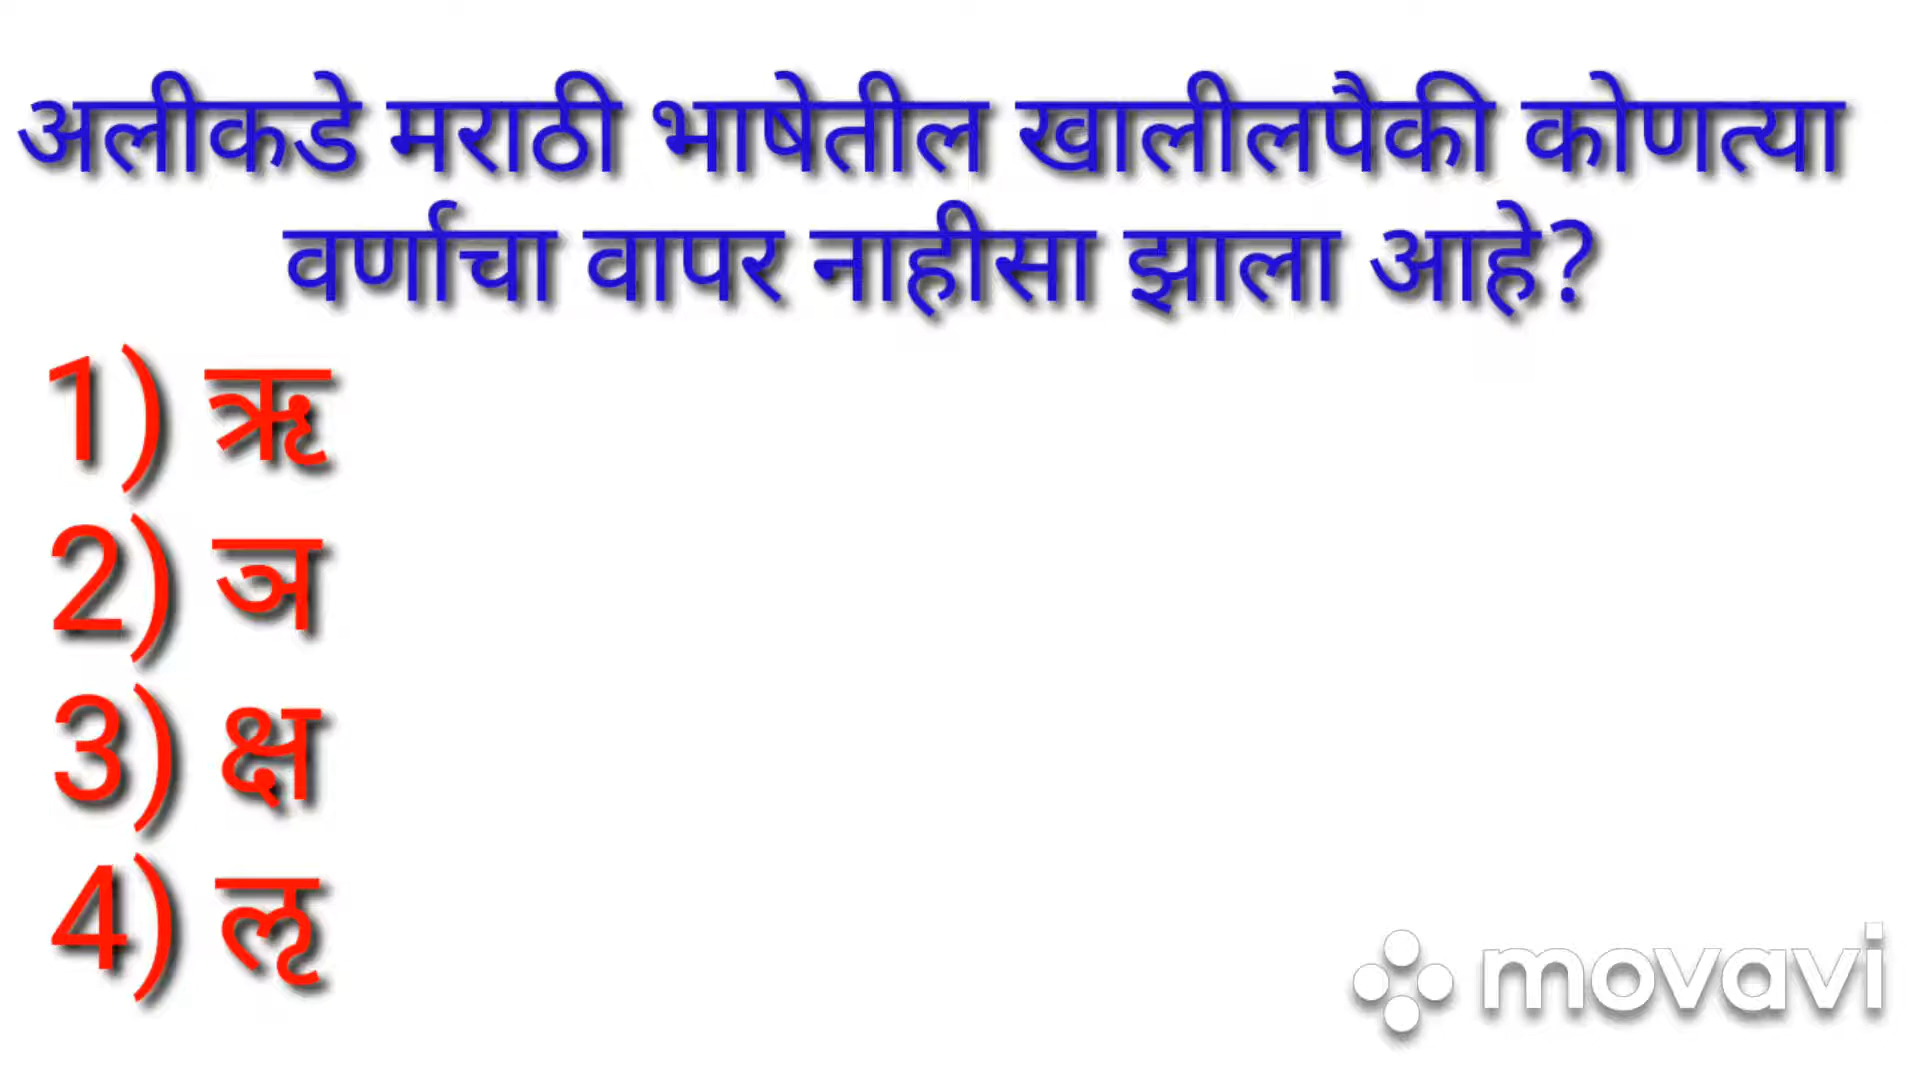 अलीकडे मराठी भाषेतील खालीलपैकी कोणत्या
वर्णाचा वापर नाहीसा झाला आहे?
1) ऋ
2) ञ
3) क्ष
4) ऌ
movavi